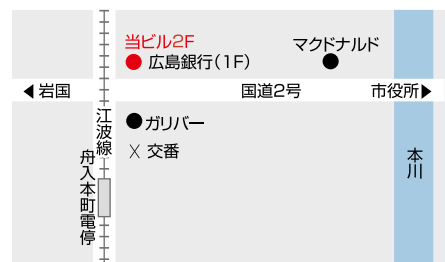 当ビル2F
広島銀行（1F）
マクドナルド
◀岩国
国道2号
市役所▶
江波線
ガリバー
交番
舟入本町電停
本川